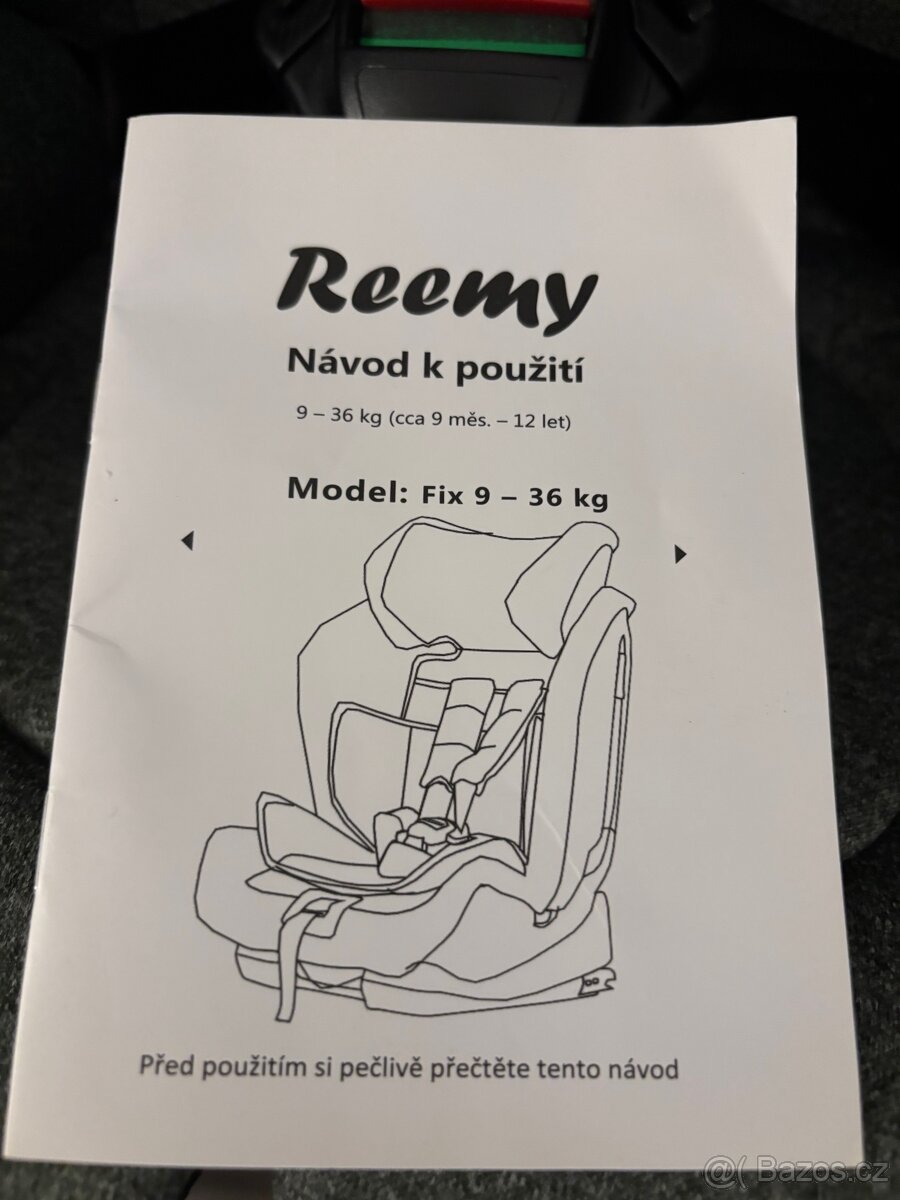 Reemy
Návod k použití
9 – 36 kg (cca 9 měs. – 12 let)
Model: Fix 9 – 36 kg
Před použitím si pečlivě přečtěte tento návod
@( Bazos.cz